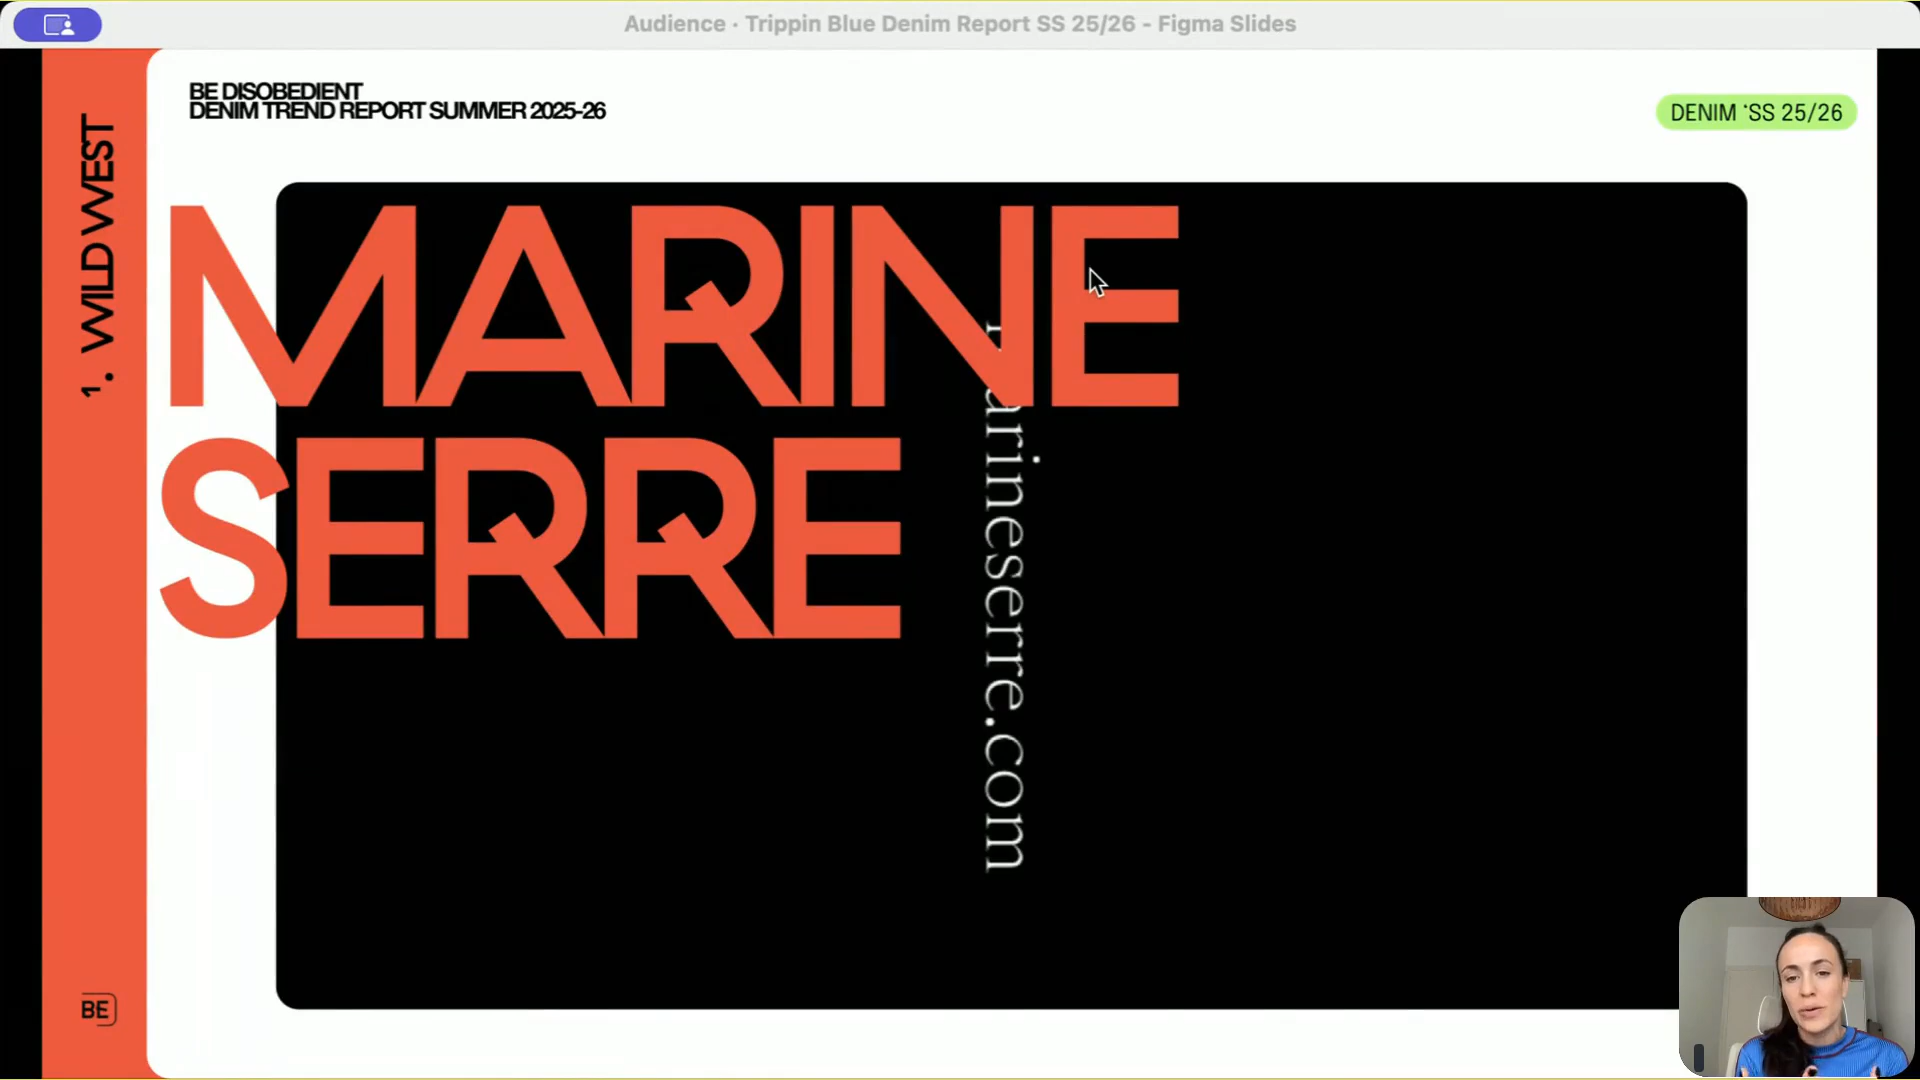 Audience · Trippin Blue Denim Report SS 25/26 - Figma Slides
BE DISOBEDIENT
DENIM TREND REPORT SUMMER 2025-26
DENIM ‘SS 25/26
1. WILD WEST
MARINE
SERRE
marineserre.com
BE